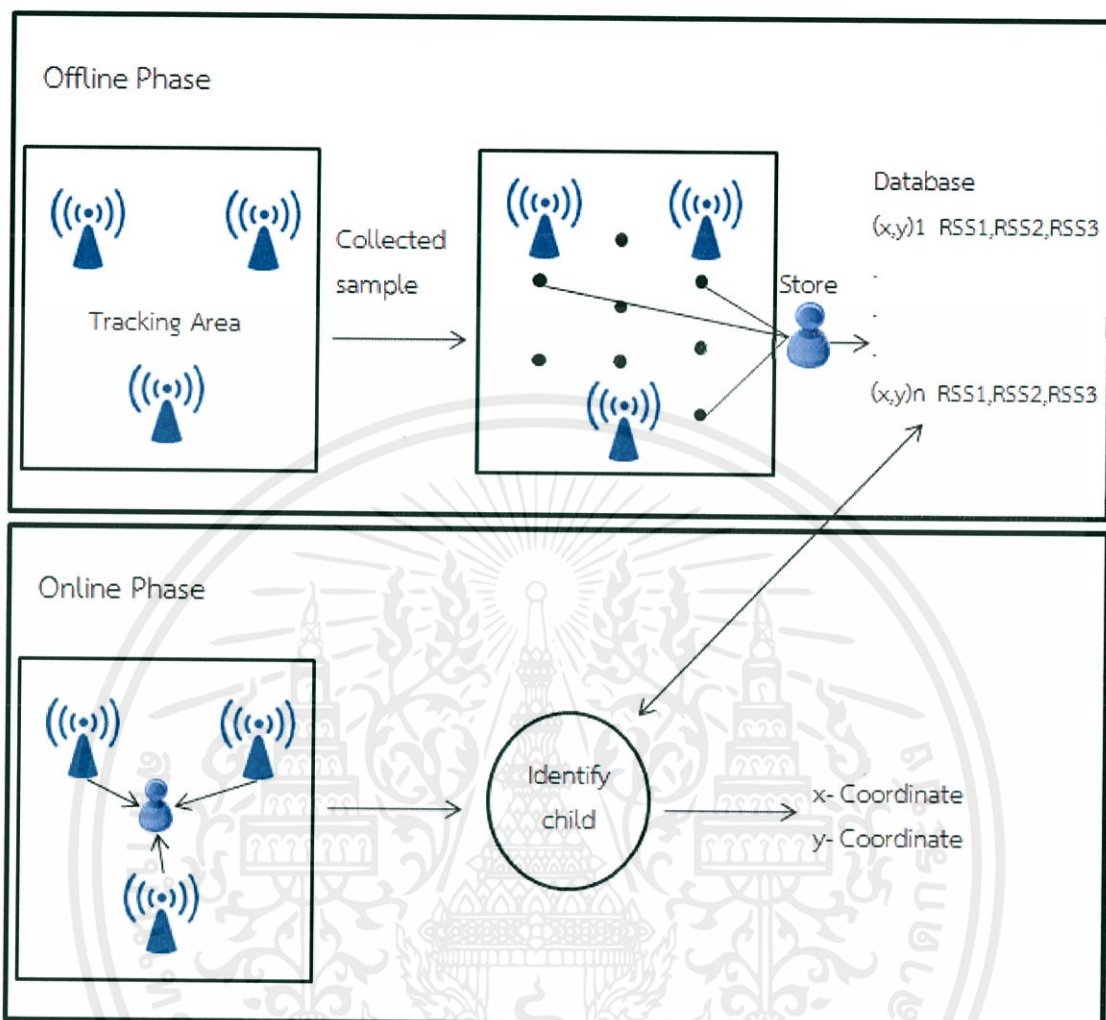 Offline Phase
Tracking Area
Collected
sample
Store
Database
(x,y)1 RSS1,RSS2,RSS3
.
.
.
(x,y)n RSS1,RSS2,RSS3
Online Phase
Identify
child
x- Coordinate
y- Coordinate